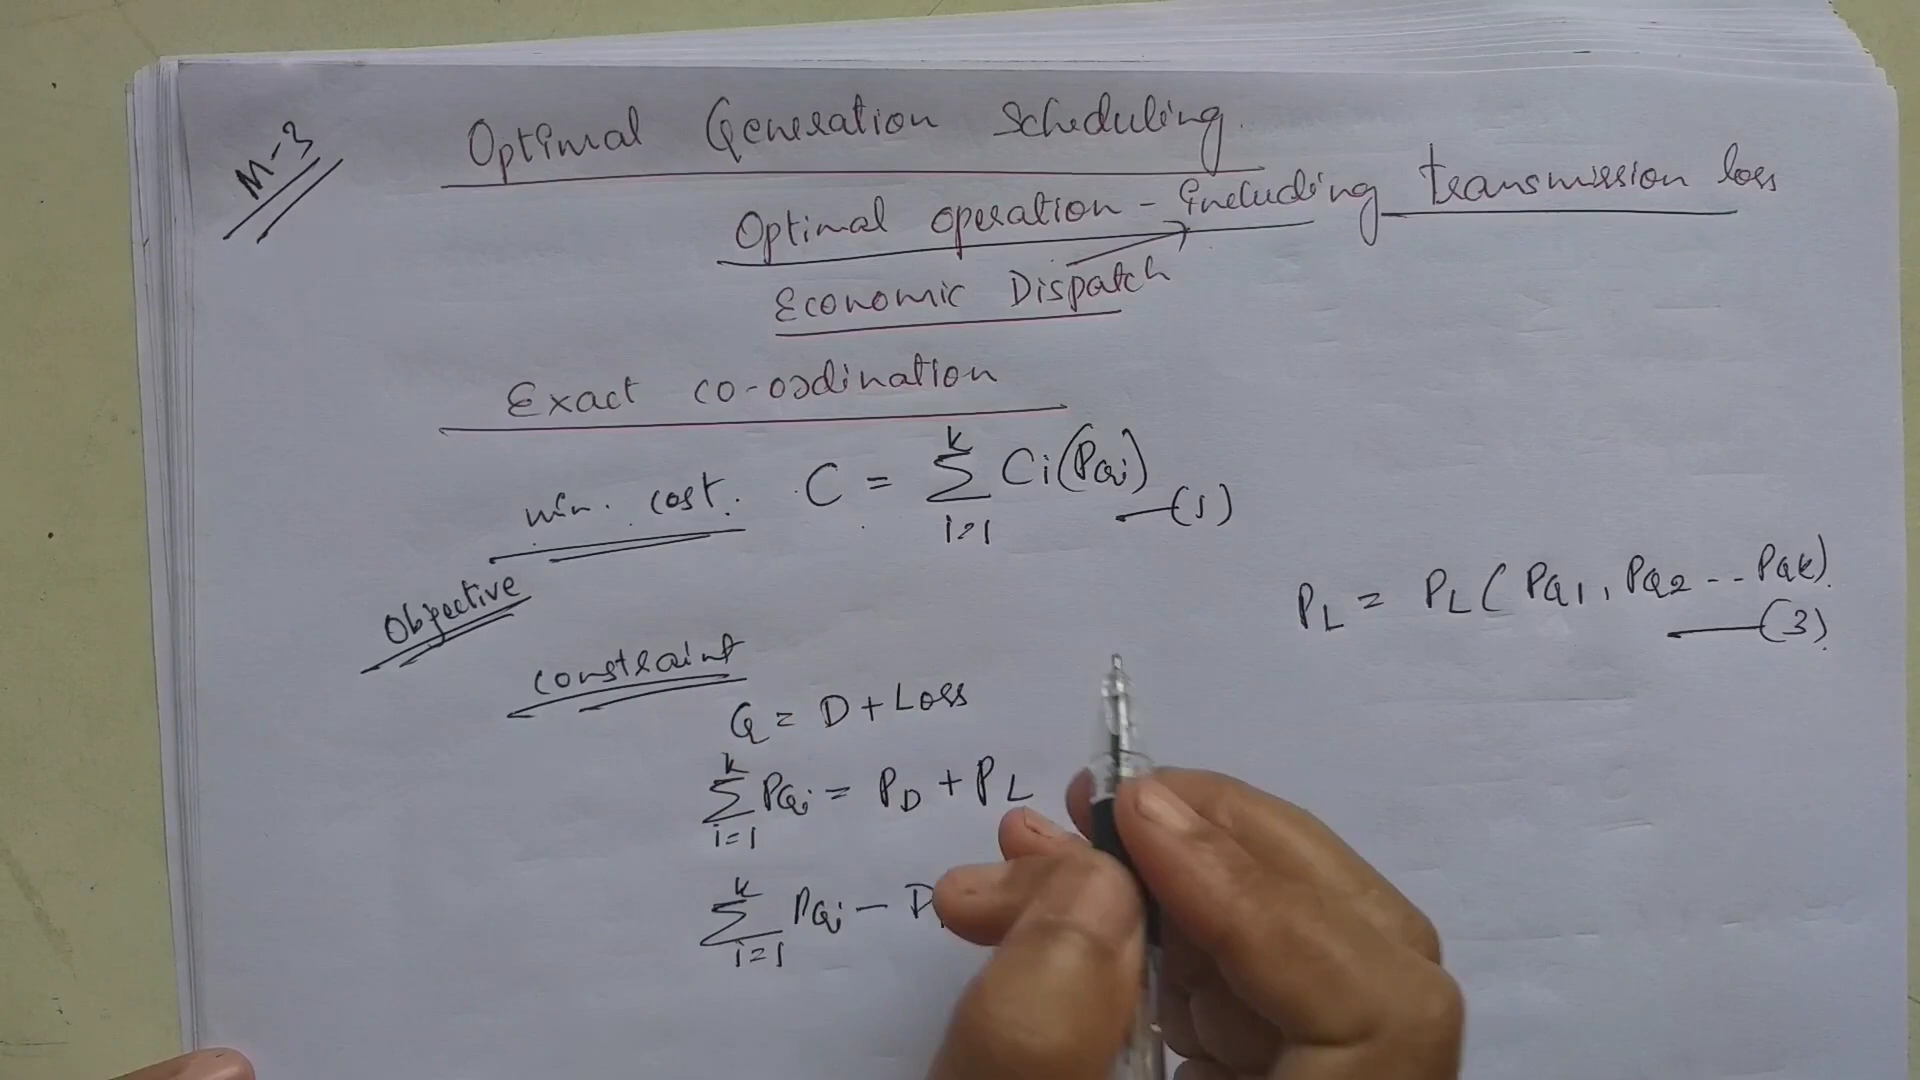 M-3
Optimal Generation Scheduling.
Optimal operation - including transmission loss
Economic Dispatch
Exact co-ordination
min. cost. C = Σ_{i=1}^{k} Ci(PGi) —(1)
Objective
PL = PL(PG1, PG2 -- PGK). —(3).
constraint
G = D + Loss
Σ_{i=1}^{k} PGi = PD + PL
Σ_{i=1}^{k} PGi -